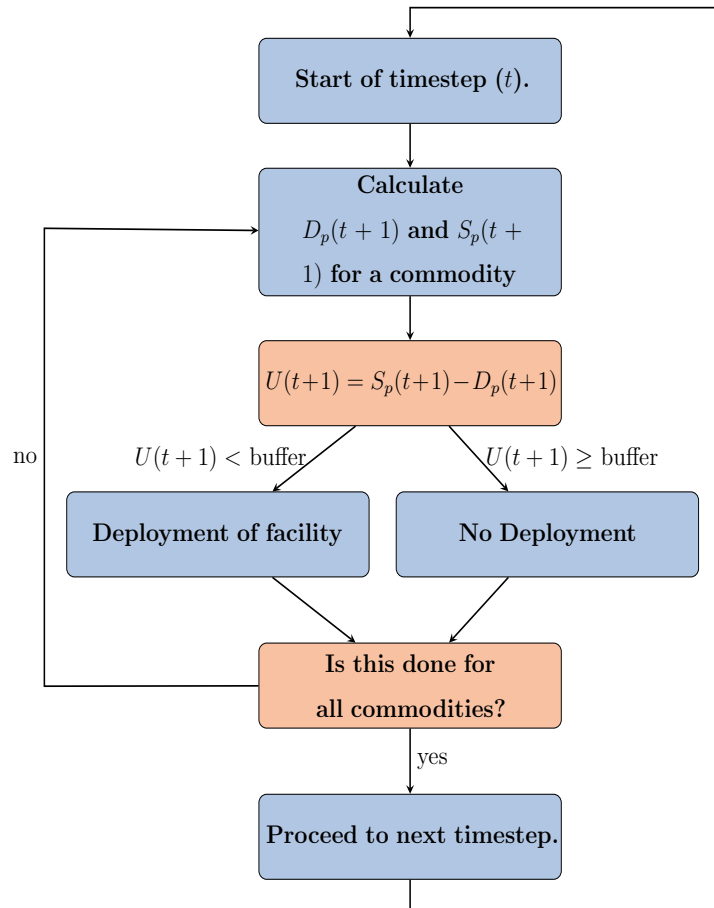 Start of timestep (t).
Calculate
D_p(t + 1) and S_p(t +
1) for a commodity
U(t+1) = S_p(t+1)−D_p(t+1)
no
U(t + 1) < buffer
U(t + 1) ≥ buffer
Deployment of facility
No Deployment
Is this done for
all commodities?
yes
Proceed to next timestep.